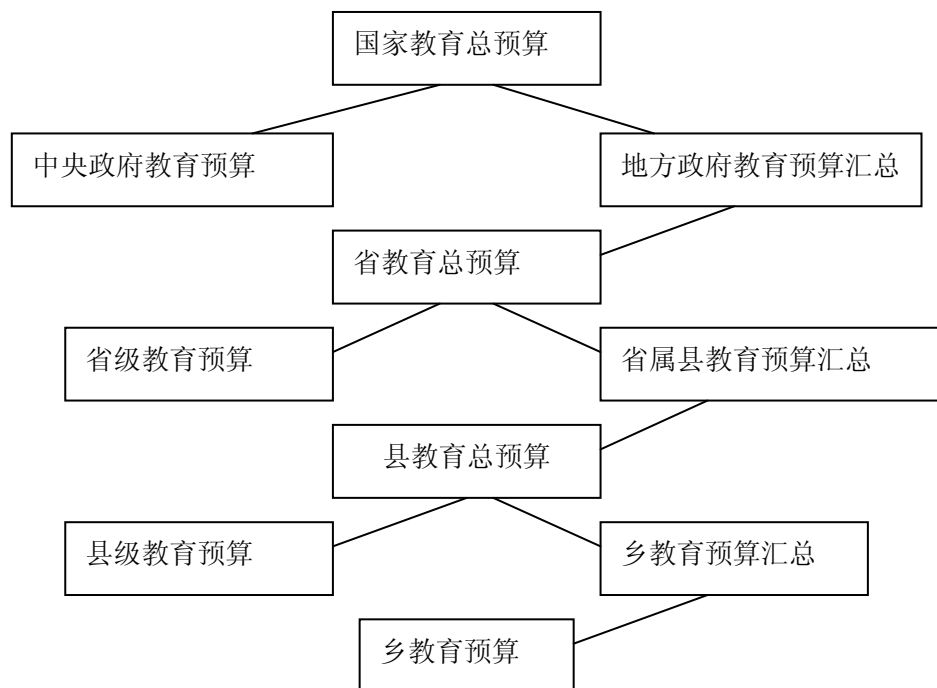 国家教育总预算
中央政府教育预算
地方政府教育预算汇总
省教育总预算
省级教育预算
省属县教育预算汇总
县教育总预算
县级教育预算
乡教育预算汇总
乡教育预算